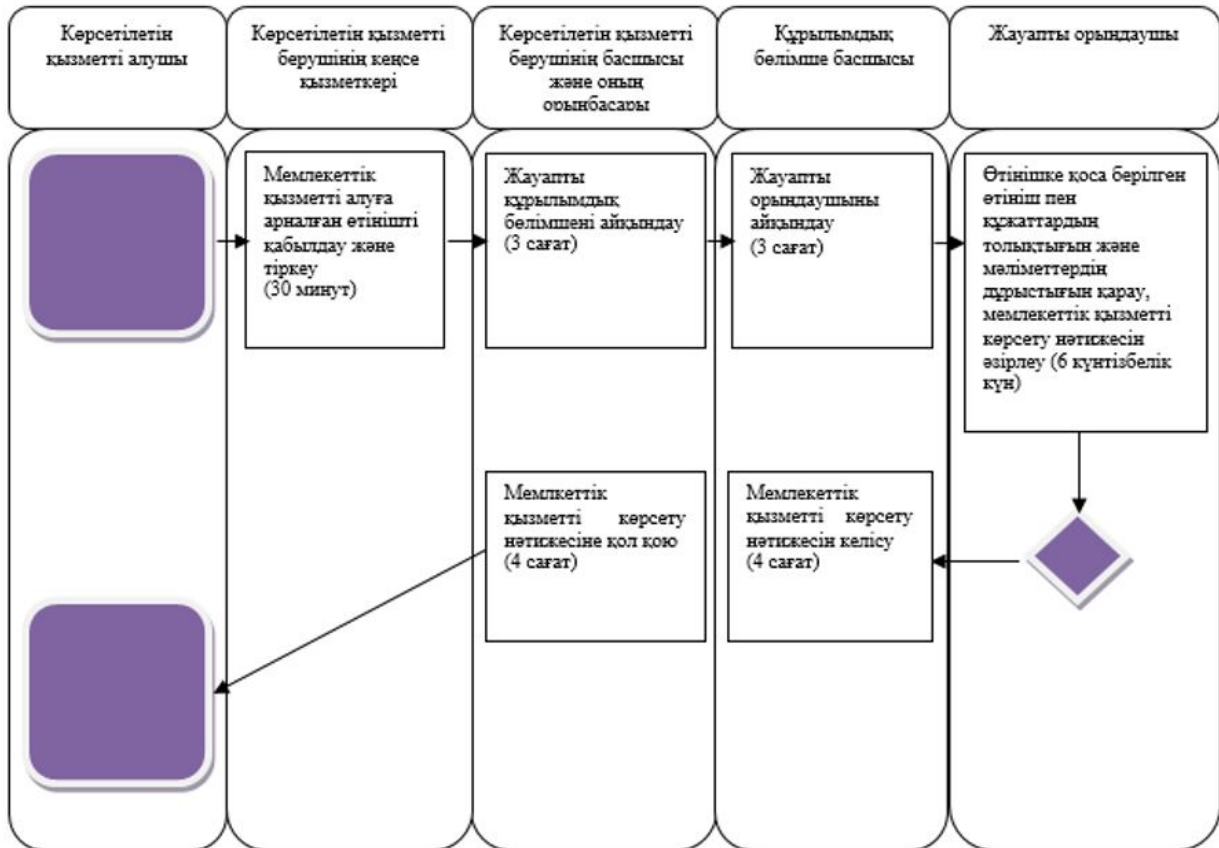 Көрсетілетін
қызметті алушы
Көрсетілетін қызметті
берушінің кеңсе
қызметкері
Көрсетілетін қызметті
берушінің басшысы
және оның
орынбасары
Құрылымдық
бөлімше басшысы
Жауапты орындаушы
Мемлекеттік
қызметті алуға
арналған өтінішті
қабылдау және
тіркеу
(30 минут)
Жауапты
құрылымдық
бөлімшені айқындау
(3 сағат)
Жауапты
орындаушыны
айқындау
(3 сағат)
Өтінішке қоса берілген
өтініш пен
құжаттардың
толықтығын және
мәліметтердің
дұрыстығын қарау,
мемлекеттік қызметті
көрсету нәтижесін
әзірлеу (6 күнтізбелік
күн)
Мемлкеттік
қызметті көрсету
нәтижесіне қол қою
(4 сағат)
Мемлекеттік
қызметті көрсету
нәтижесін келісу
(4 сағат)